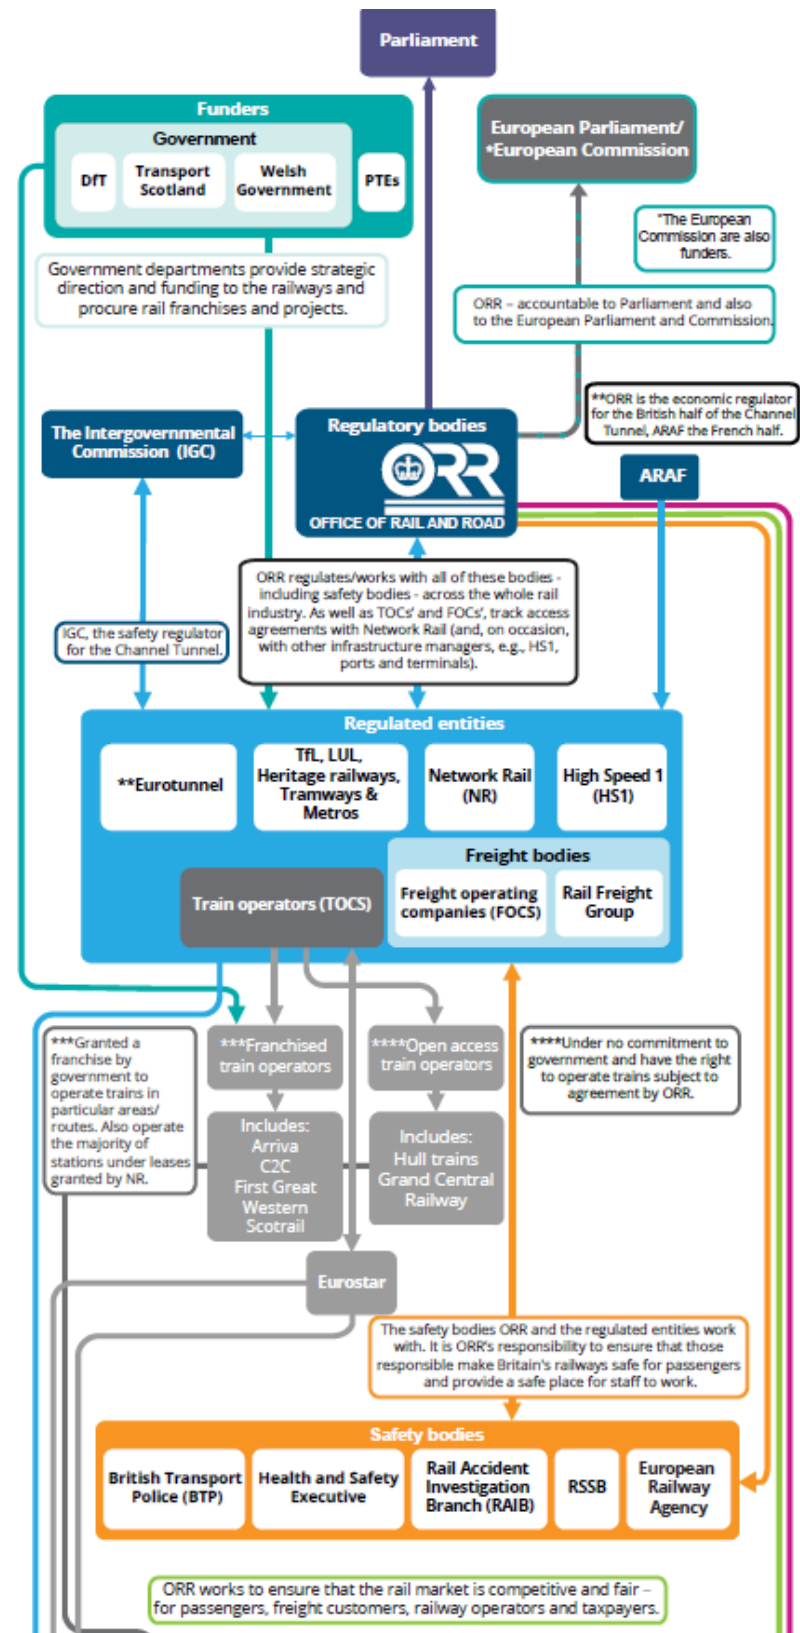 Parliament
Funders
Government
DfT
Transport
Scotland
Welsh
Government
PTEs
European Parliament/
*European Commission
*The European
Commission are also
funders.
Government departments provide strategic
direction and funding to the railways and
procure rail franchises and projects.
ORR – accountable to Parliament and also
to the European Parliament and Commission.
**ORR is the economic regulator
for the British half of the Channel
Tunnel, ARAF the French half.
The Intergovernmental
Commission (IGC)
Regulatory bodies
ORR
OFFICE OF RAIL AND ROAD
ARAF
ORR regulates/works with all of these bodies -
including safety bodies - across the whole rail
industry. As well as TOCs' and FOCs', track access
agreements with Network Rail (and, on occasion,
with other infrastructure managers, e.g., HS1,
ports and terminals).
IGC, the safety regulator
for the Channel Tunnel.
Regulated entities
**Eurotunnel
TfL, LUL,
Heritage railways,
Tramways &
Metros
Network Rail
(NR)
High Speed 1
(HS1)
Freight bodies
Train operators (TOCS)
Freight operating
companies (FOCS)
Rail Freight
Group
***Granted a
franchise by
government to
operate trains in
particular areas/
routes. Also operate
the majority of
stations under leases
granted by NR.
***Franchised
train operators
****Open access
train operators
****Under no commitment to
government and have the right
to operate trains subject to
agreement by ORR.
Includes:
Arriva
C2C
First Great
Western
Scotrail
Includes:
Hull trains
Grand Central
Railway
Eurostar
The safety bodies ORR and the regulated entities work
with. It is ORR's responsibility to ensure that those
responsible make Britain's railways safe for passengers
and provide a safe place for staff to work.
Safety bodies
British Transport
Police (BTP)
Health and Safety
Executive
Rail Accident
Investigation
Branch (RAIB)
RSSB
European
Railway
Agency
ORR works to ensure that the rail market is competitive and fair –
for passengers, freight customers, railway operators and taxpayers.